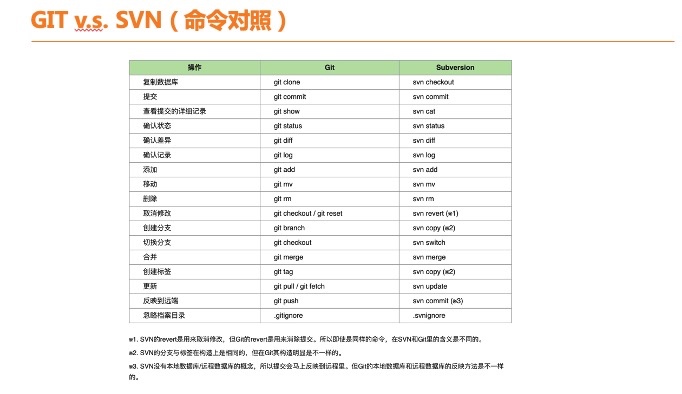 GIT v.s. SVN（命令对照）
操作 Git Subversion
复制数据库 git clone svn checkout
提交 git commit svn commit
查看提交的详细记录 git show svn cat
确认状态 git status svn status
确认差异 git diff svn diff
确认记录 git log svn log
添加 git add svn add
移动 git mv svn mv
删除 git rm svn rm
取消修改 git checkout / git reset svn revert (※1)
创建分支 git branch svn copy (※2)
切换分支 git checkout svn switch
合并 git merge svn merge
创建标签 git tag svn copy (※2)
更新 git pull / git fetch svn update
反映到远端 git push svn commit (※3)
忽略档案目录 .gitignore .svnignore
※1. SVN的revert是用来取消修改，但Git的revert是用来消除提交。所以即使是同样的命令，在SVN和Git里的含义是不同的。
※2. SVN的分支与标签在构造上是相同的，但在Git其构造明显是不一样的。
※3. SVN没有本地数据库/远程数据库的概念，所以提交会马上反映到远程里。但Git的本地数据库和远程数据库的反映方法是不一样
的。